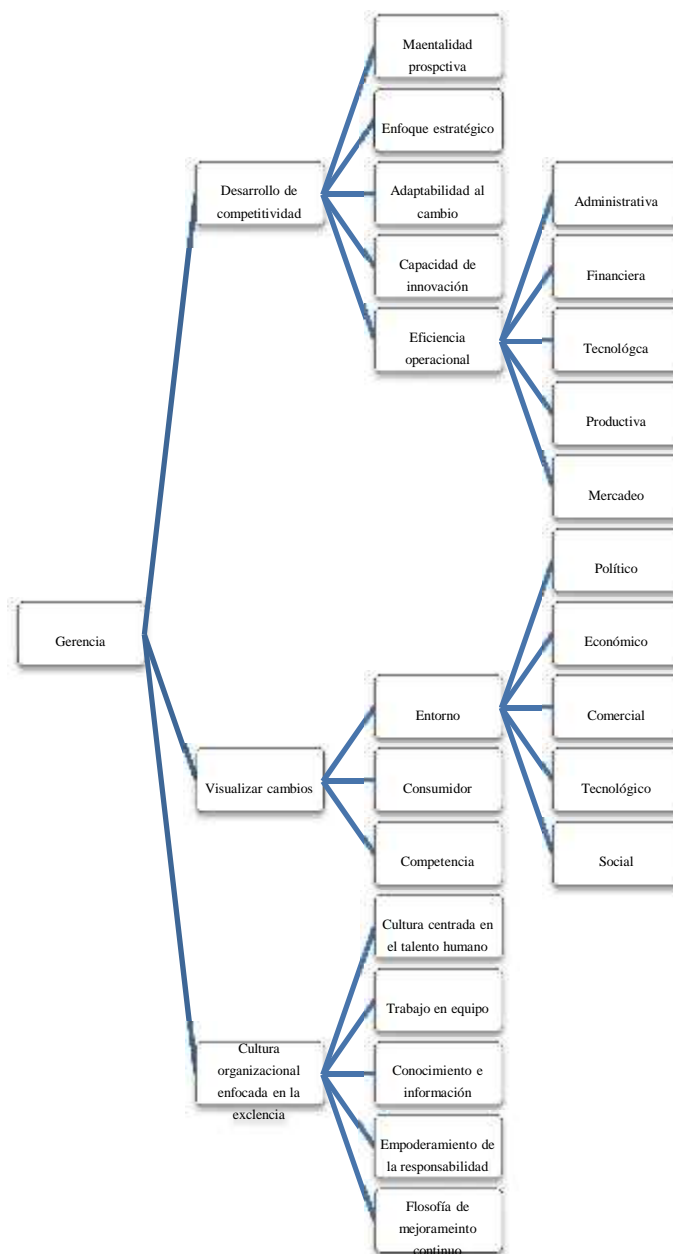 Maentalidad
prospctiva
Enfoque estratégico
Desarrollo de
competitividad
Adaptabilidad al
cambio
Administrativa
Capacidad de
innovación
Financiera
Eficiencia
operacional
Tecnológca
Productiva
Mercadeo
Político
Gerencia
Económico
Entorno
Comercial
Visualizar cambios
Consumidor
Tecnológico
Competencia
Social
Cultura centrada en
el talento humano
Trabajo en equipo
Cultura
organizacional
enfocada en la
exclencia
Conocimiento e
información
Empoderamiento de
la responsabilidad
Flosofía de
mejorameinto
continuo